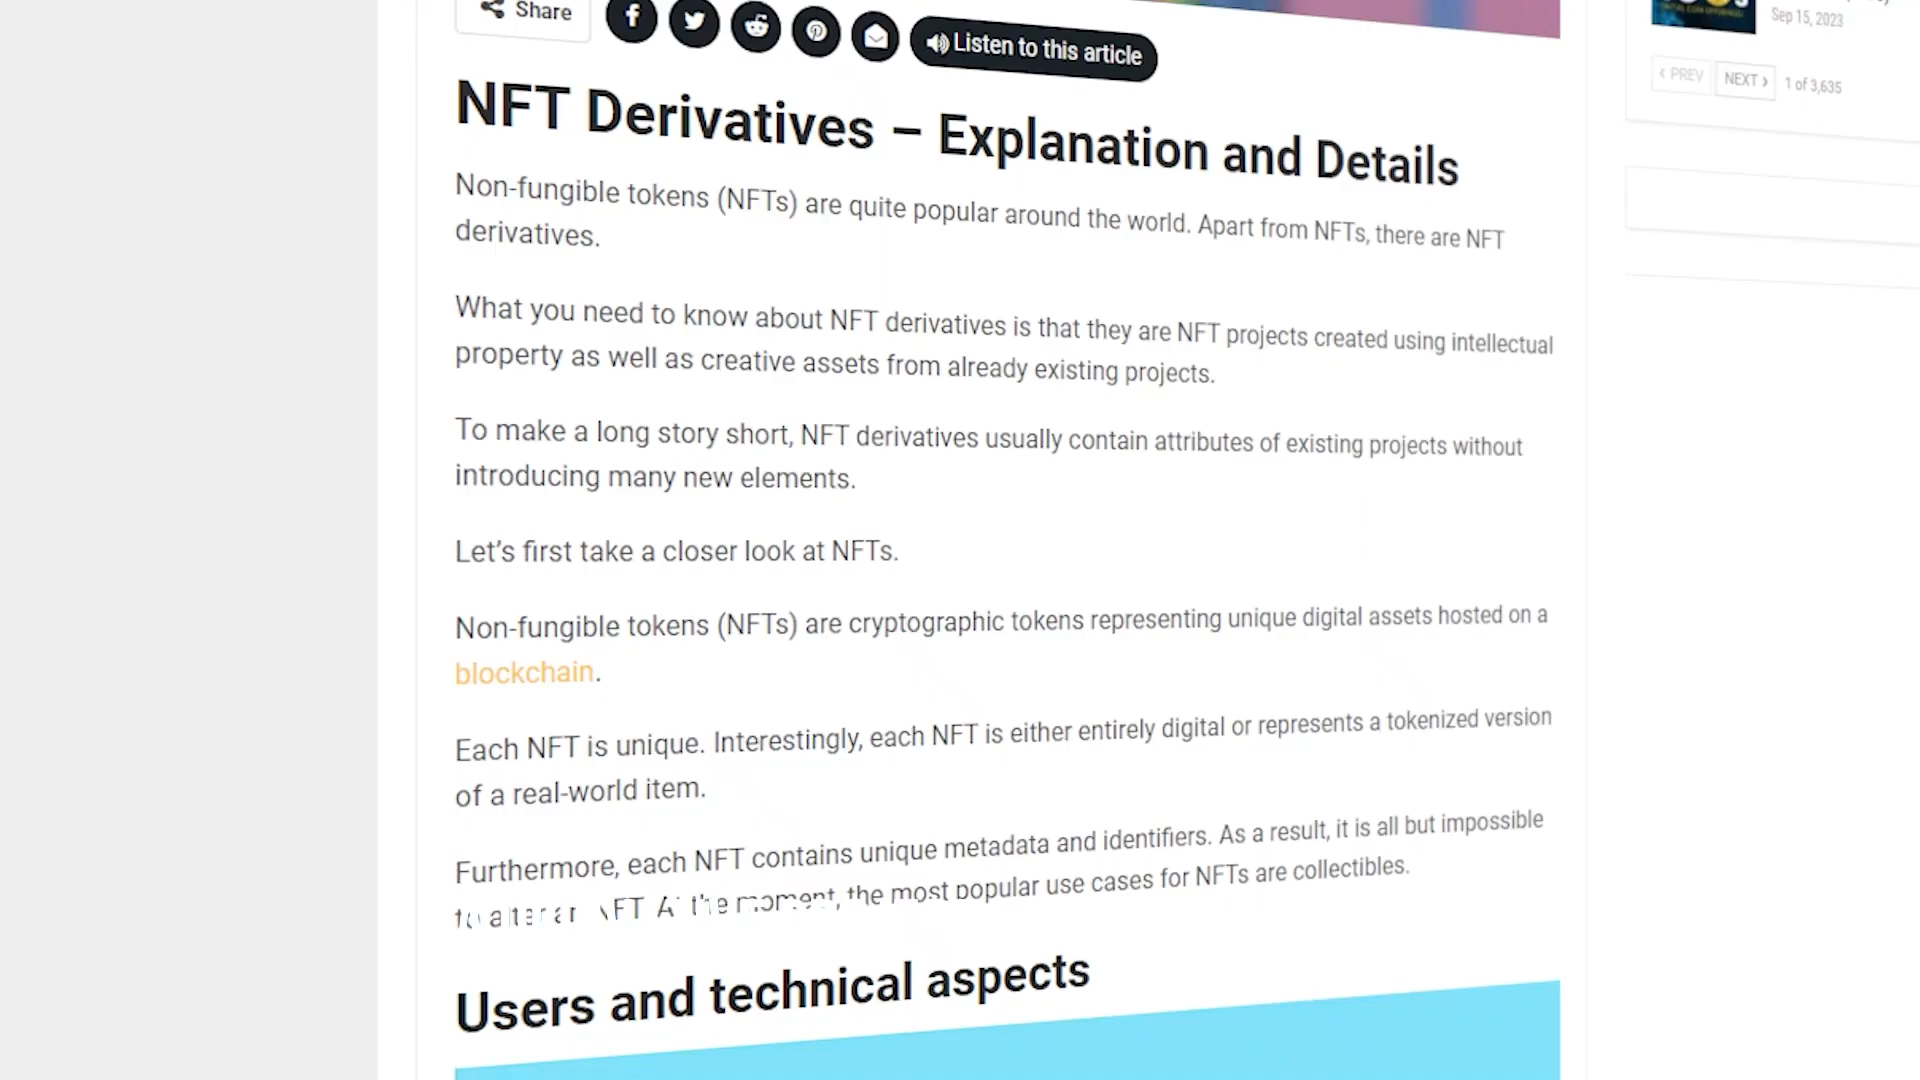 Share
Listen to this article
NFT Derivatives – Explanation and Details
Non-fungible tokens (NFTs) are quite popular around the world. Apart from NFTs, there are NFT
derivatives.
What you need to know about NFT derivatives is that they are NFT projects created using intellectual
property as well as creative assets from already existing projects.
To make a long story short, NFT derivatives usually contain attributes of existing projects without
introducing many new elements.
Let’s first take a closer look at NFTs.
Non-fungible tokens (NFTs) are cryptographic tokens representing unique digital assets hosted on a
blockchain.
Each NFT is unique. Interestingly, each NFT is either entirely digital or represents a tokenized version
of a real-world item.
Furthermore, each NFT contains unique metadata and identifiers. As a result, it is all but impossible
to alter an NFT. At the moment, the most popular use cases for NFTs are collectibles.
Users and technical aspects
Sep 15, 2023
PREV NEXT 1 of 3,635